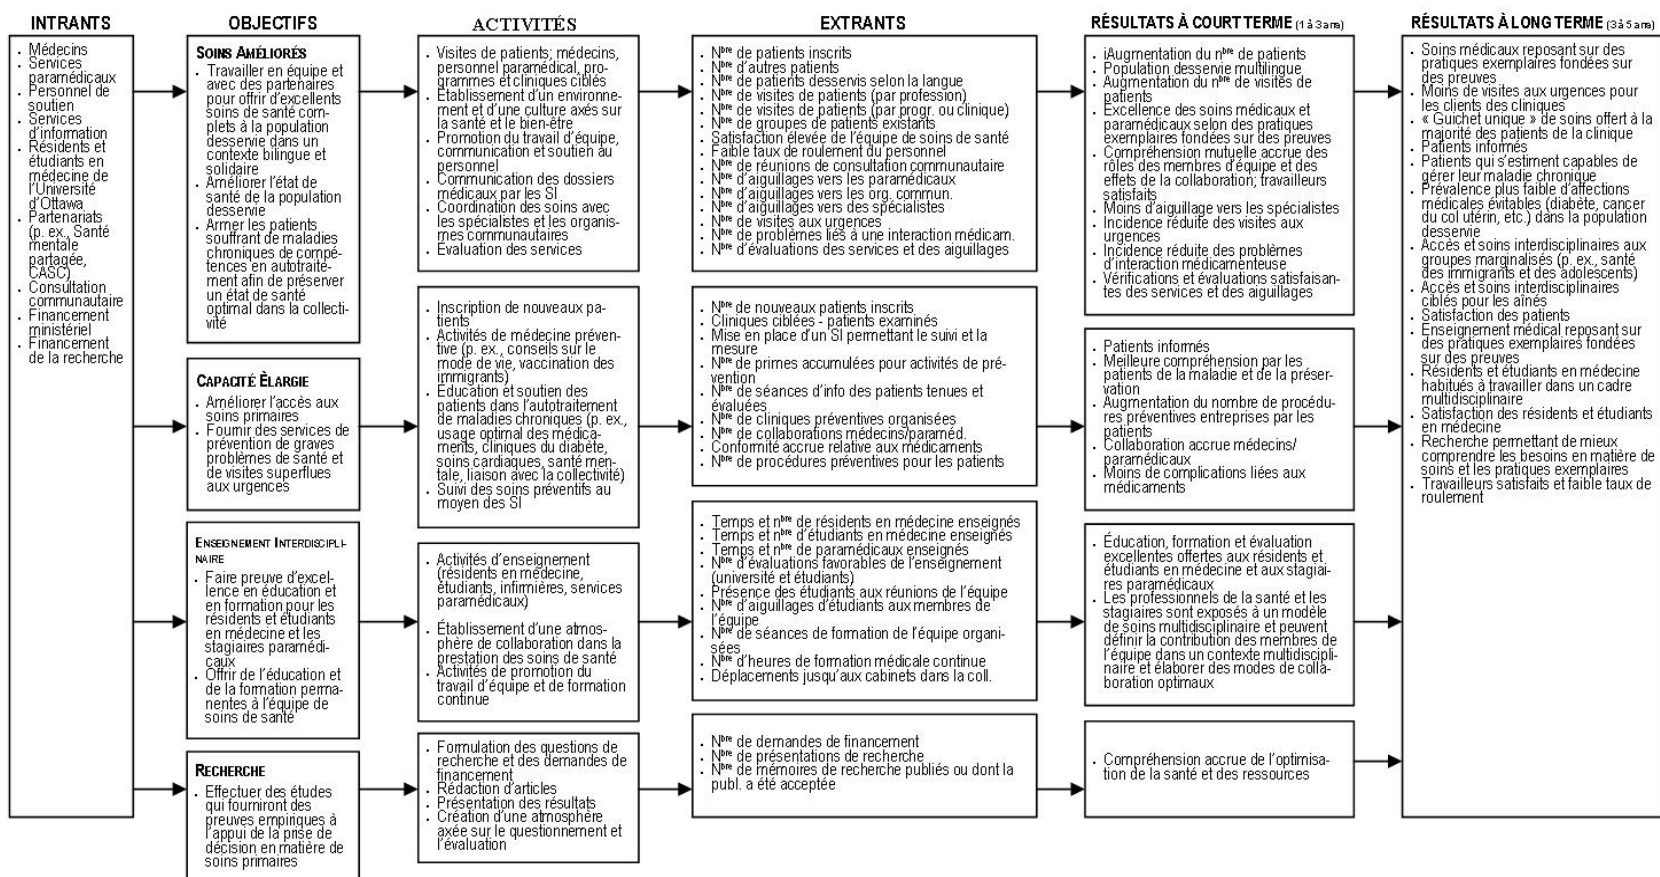 INTRANTS
Médecins
Services
paramédicaux
Personnel de
soutien
Services
d'information
Résidents et
étudiants en
médecine de
l'Université
d'Ottawa
Partenariats
(p. ex., Santé
mentale
partagée,
CASC)
Consultation
communautaire
Financement
ministériel
Financement
de la recherche
OBJECTIFS
SOINS AMÉLIORÉS
Travailler en équipe et
avec des partenaires
pour offrir d'excellents
soins de santé com-
plets à la population
desservie dans un
contexte bilingue et
solidaire
Améliorer l'état de
santé de la population
desservie
Armer les patients
souffrant de maladies
chroniques de compé-
tences en autotraite-
ment afin de préserver
un état de santé
optimal dans la collecti-
vité
CAPACITÉ ÈLARGIE
Améliorer l'accès aux
soins primaires
Fournir des services de
prévention de graves
problèmes de santé et
de visites superflues
aux urgences
ENSEIGNEMENT INTERDISCIPLI-
NAIRE
Faire preuve d'excel-
lence en éducation et
en formation pour les
résidents et étudiants
en médecine et les
stagiaires paramédi-
caux
Offrir de l'éducation et
de la formation perma-
nentes à l'équipe de
soins de santé
RECHERCHE
Effectuer des études
qui fourniront des
preuves empiriques à
l'appui de la prise de
décision en matière de
soins primaires
ACTIVITÉS
Visites de patients; médecins,
personnel paramédical, pro-
grammes et cliniques ciblés
Établissement d'un environne-
ment et d'une culture axés sur
la santé et le bien-être
Promotion du travail d'équipe,
communication et soutien au
personnel
Communication des dossiers
médicaux par les SI
Coordination des soins avec
les spécialistes et les organis-
mes communautaires
Évaluation des services
Inscription de nouveaux pa-
tients
Activités de médecine préven-
tive (p. ex., conseils sur le
mode de vie, vaccination des
immigrants)
Éducation et soutien des
patients dans l'autotraitement
de maladies chroniques (p. ex.,
usage optimal des médica-
ments, cliniques du diabète,
soins cardiaques, santé men-
tale, liaison avec la collectivité)
Suivi des soins préventifs au
moyen des SI
Activités d'enseignement
(résidents en médecine,
étudiants, infirmières, services
paramédicaux)
Établissement d'une atmos-
phère de collaboration dans la
prestation des soins de santé
Activités de promotion du
travail d'équipe et de formation
continue
Formulation des questions de
recherche et des demandes de
financement
Rédaction d'articles
Présentation des résultats
Création d'une atmosphère
axée sur le questionnement et
l'évaluation
EXTRANTS
Nbre de patients inscrits
Nbre d'autres patients
Nbre de patients desservis selon la langue
Nbre de visites de patients (par profession)
Nbre de visites de patients (par progr. ou clinique)
Nbre de groupes de patients existants
Satisfaction élevée de l'équipe de soins de santé
Faible taux de roulement du personnel
Nbre de réunions de consultation communautaire
Nbre d'aiguillages vers les paramédicaux
Nbre d'aiguillages vers les org. commun.
Nbre d'aiguillages vers des spécialistes
Nbre de visites aux urgences
Nbre de problèmes liés à une interaction médicam.
Nbre d'évaluations des services et des aiguillages
Nbre de nouveaux patients inscrits
Cliniques ciblées - patients examinés
Mise en place d'un SI permettant le suivi et la
mesure
Nbre de primes accumulées pour activités de pré-
vention
Nbre de séances d'info des patients tenues et
évaluées
Nbre de cliniques préventives organisées
Nbre de collaborations médecins/paraméd.
Conformité accrue relative aux médicaments
Nbre de procédures préventives pour les patients
Temps et nbre de résidents en médecine enseignés
Temps et nbre d'étudiants en médecine enseignés
Temps et nbre de paramédicaux enseignés
Nbre d'évaluations favorables de l'enseignement
(université et étudiants)
Présence des étudiants aux réunions de l'équipe
Nbre d'aiguillages d'étudiants aux membres de
l'équipe
Nbre de séances de formation de l'équipe organi-
sées
Nbre d'heures de formation médicale continue
Déplacements jusqu'aux cabinets dans la coll.
Nbre de demandes de financement
Nbre de présentations de recherche
Nbre de mémoires de recherche publiés ou dont la
publ. a été acceptée
RÉSULTATS À COURT TERME (1 à 3 ans)
iAugmentation du nbre de patients
Population desservie multilingue
Augmentation du nbre de visites de
patients
Excellence des soins médicaux et
paramédicaux selon des pratiques
exemplaires fondées sur des preuves
Compréhension mutuelle accrue des
rôles des membres d'équipe et des
effets de la collaboration; travailleurs
satisfaits
Moins d'aiguillage vers les spécialistes
Incidence réduite des visites aux
urgences
Incidence réduite des problèmes
d'interaction médicamenteuse
Vérifications et évaluations satisfaisan-
tes des services et des aiguillages
Patients informés
Meilleure compréhension par les
patients de la maladie et de la préser-
vation
Augmentation du nombre de procédu-
res préventives entreprises par les
patients
Collaboration accrue médecins/
paramédicaux
Moins de complications liées aux
médicaments
Éducation, formation et évaluation
excellentes offertes aux résidents et
étudiants en médecine et aux stagiai-
res paramédicaux
Les professionnels de la santé et les
stagiaires sont exposés à un modèle
de soins multidisciplinaire et peuvent
définir la contribution des membres de
l'équipe dans un contexte multidiscipli-
naire et élaborer des modes de colla-
boration optimaux
Compréhension accrue de l'optimisa-
tion de la santé et des ressources
RÉSULTATS À LONG TERME (3 à 5 ans)
Soins médicaux reposant sur des
pratiques exemplaires fondées
sur des preuves
Moins de visites aux urgences pour
les clients des cliniques
« Guichet unique » de soins offert à la
majorité des patients de la clinique
Patients informés
Patients qui s'estiment capables de
gérer leur maladie chronique
Prévalence plus faible d'affections
médicales évitables (diabète, cancer
du col utérin, etc.) dans la population
desservie
Accès et soins interdisciplinaires aux
groupes marginalisés (p. ex., santé
des immigrants et des adolescents)
Accès et soins interdisciplinaires
ciblés pour les aînés
Satisfaction des patients
Enseignement médical reposant sur
des pratiques exemplaires fondées
sur des preuves
Résidents et étudiants en médecine
habitués à travailler dans un cadre
multidisciplinaire
Satisfaction des résidents et étudiants
en médecine
Recherche permettant de mieux
comprendre les besoins en matière de
soins et les pratiques exemplaires
Travailleurs satisfaits et faible taux de
roulement